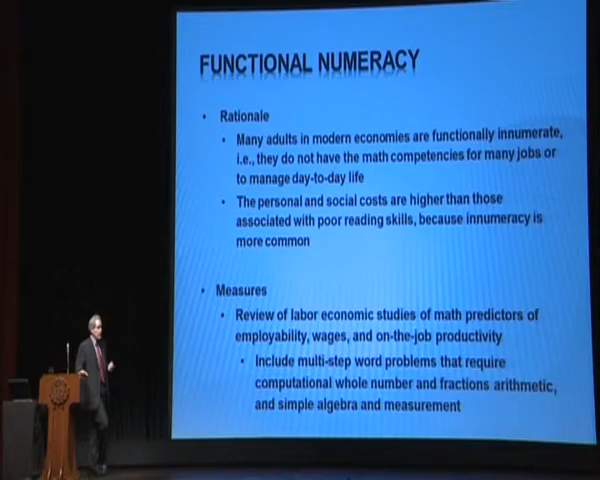 FUNCTIONAL NUMERACY
• Rationale
• Many adults in modern economies are functionally innumerate,
i.e., they do not have the math competencies for many jobs or
to manage day-to-day life
• The personal and social costs are higher than those
associated with poor reading skills, because innumeracy is
more common
• Measures
• Review of labor economic studies of math predictors of
employability, wages, and on-the-job productivity
• Include multi-step word problems that require
computational whole number and fractions arithmetic,
and simple algebra and measurement